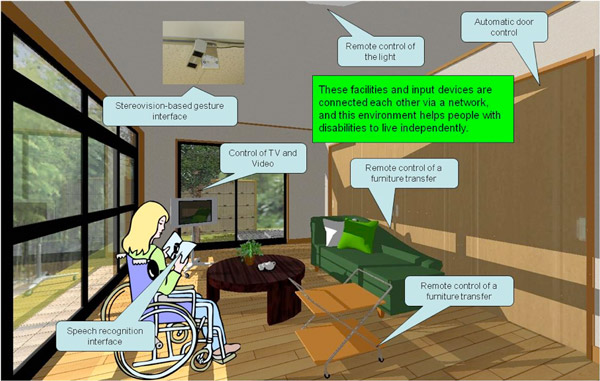 Automatic door
control
Remote control of
the light
Stereovision-based gesture
interface
These facilities and input devices are
connected each other via a network,
and this environment helps people with
disabilities to live independently.
Control of TV and
Video
Remote control of a
furniture transfer
Remote control of a
furniture transfer
Speech recognition
interface